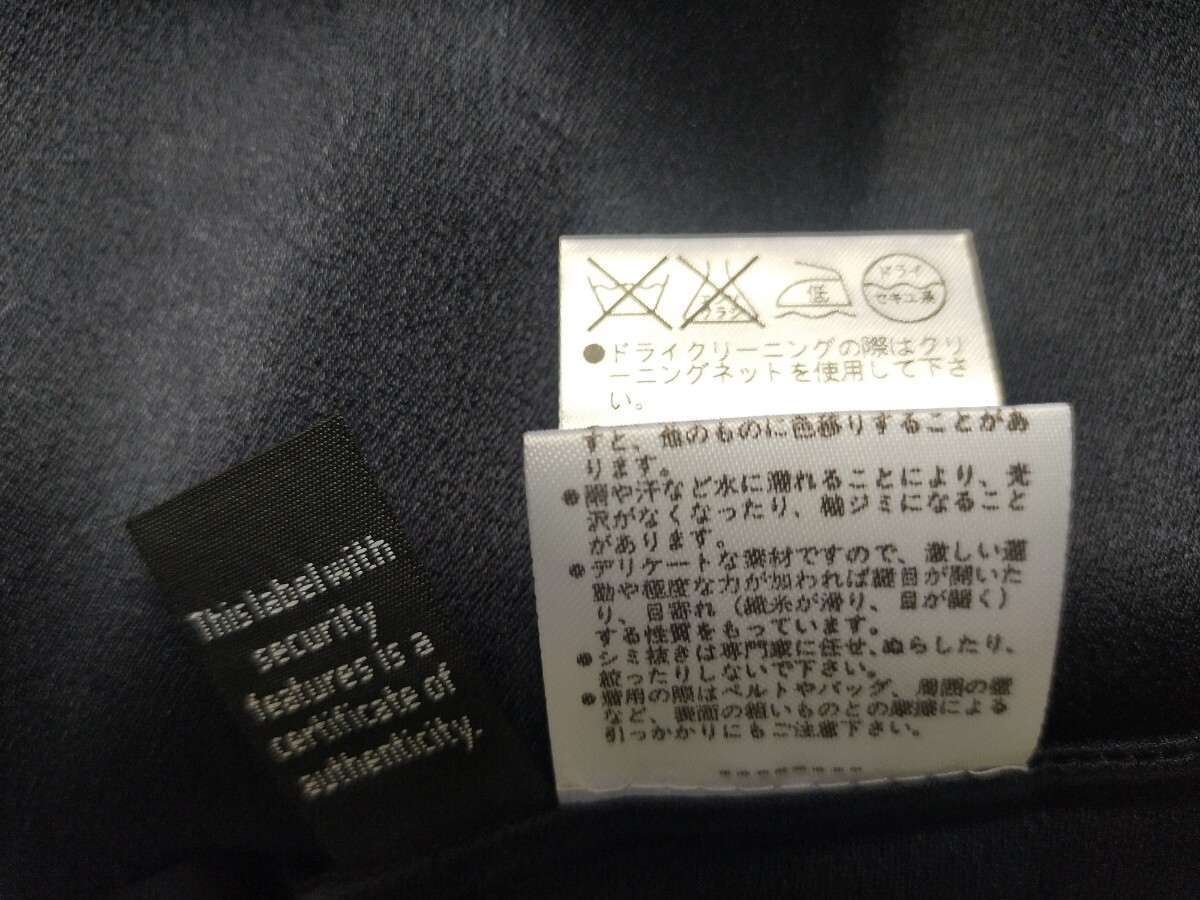 低
ドライ
セキユ系
●ドライクリーニングの際はクリ
ーニングネットを使用して下さ
い。
すと、他のものに色移りすることがあ
ります。
●雨や汗など水に濡れることにより、光
沢がなくなったり、輪ジミになること
があります。
●デリケートな素材ですので、激しい運
動や極度な力が加われば縫目が開いた
り、目寄れ（織糸が滑り、目が開く）
する性質をもっています。
●シミ抜きは専門家に任せ、ぬらしたり、
絞ったりしないで下さい。
●着用の際はベルトやバッグ、周囲の壁
など、表面の粗いものとの摩擦による
引っかかりにもご注意下さい。
This label with
security
features is a
certificate of
authenticity.